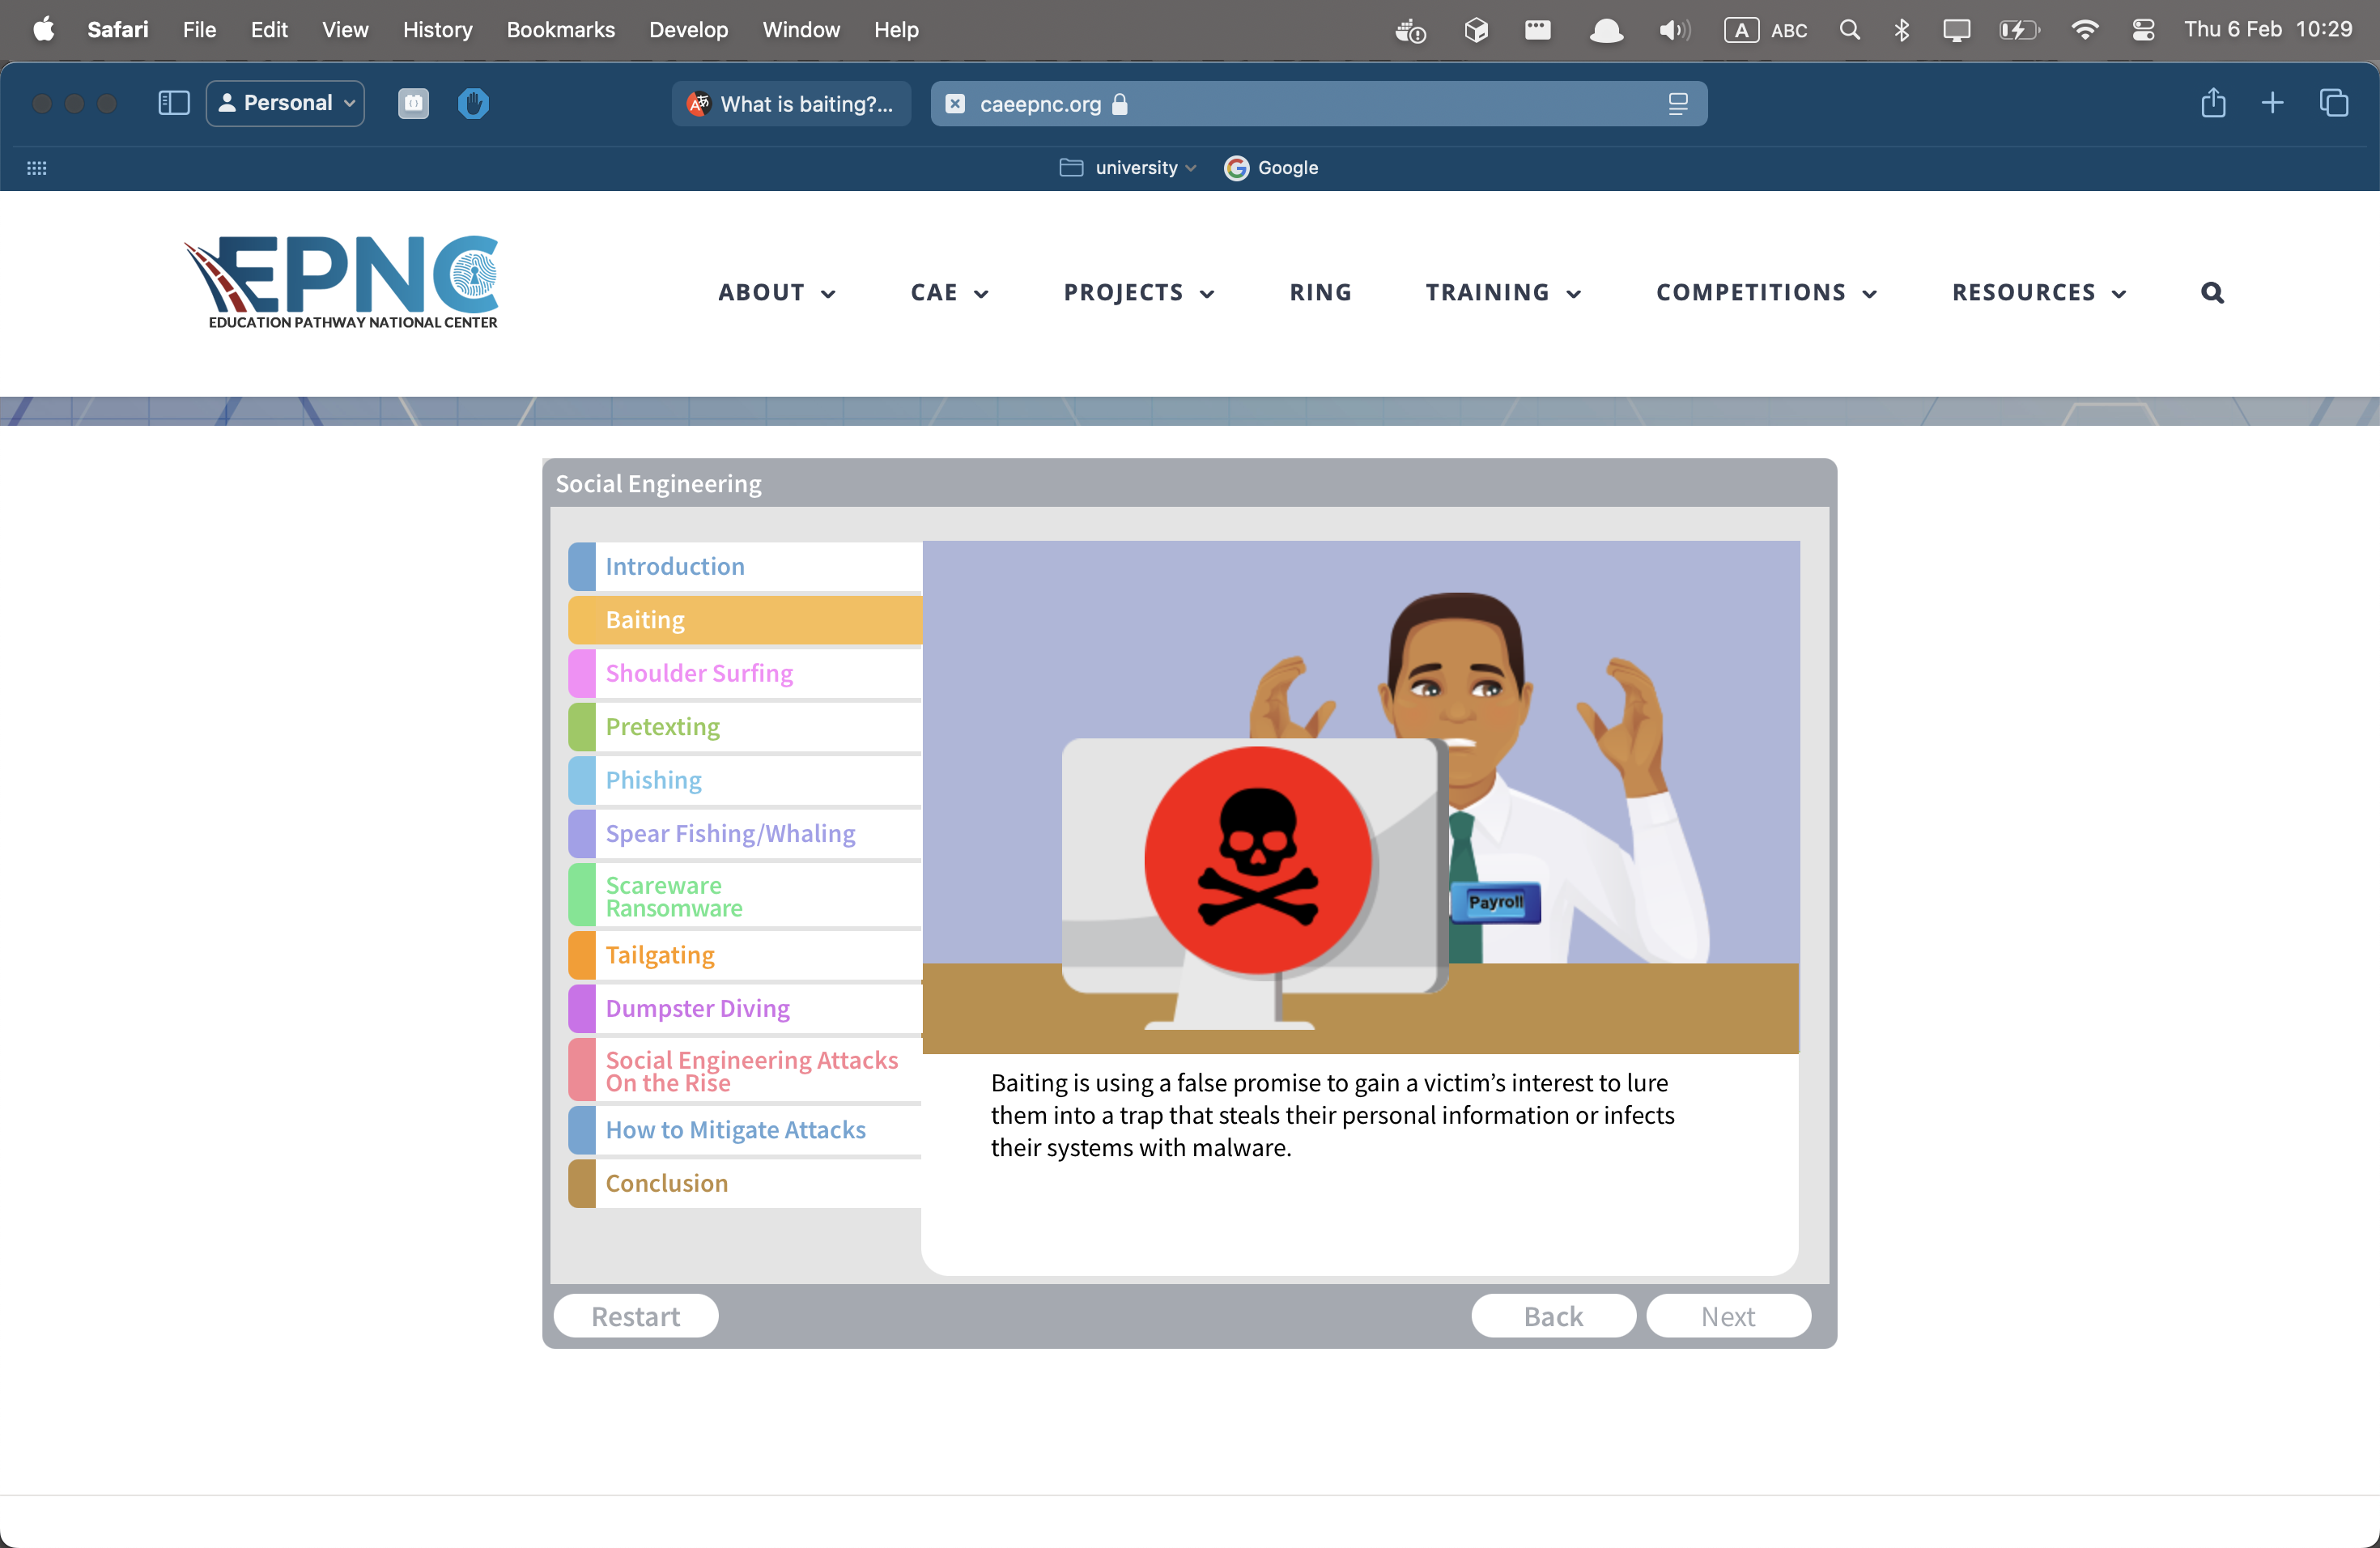 Safari File Edit View History Bookmarks Develop Window Help A ABC Thu 6 Feb 10:29
Personal What is baiting?... caeepnc.org
university Google
EPNC
EDUCATION PATHWAY NATIONAL CENTER
ABOUT CAE PROJECTS RING TRAINING COMPETITIONS RESOURCES
Social Engineering
Introduction
Baiting
Shoulder Surfing
Pretexting
Phishing
Spear Fishing/Whaling
Scareware
Ransomware
Tailgating
Dumpster Diving
Social Engineering Attacks
On the Rise
How to Mitigate Attacks
Conclusion
Payroll
Baiting is using a false promise to gain a victim’s interest to lure
them into a trap that steals their personal information or infects
their systems with malware.
Restart Back Next